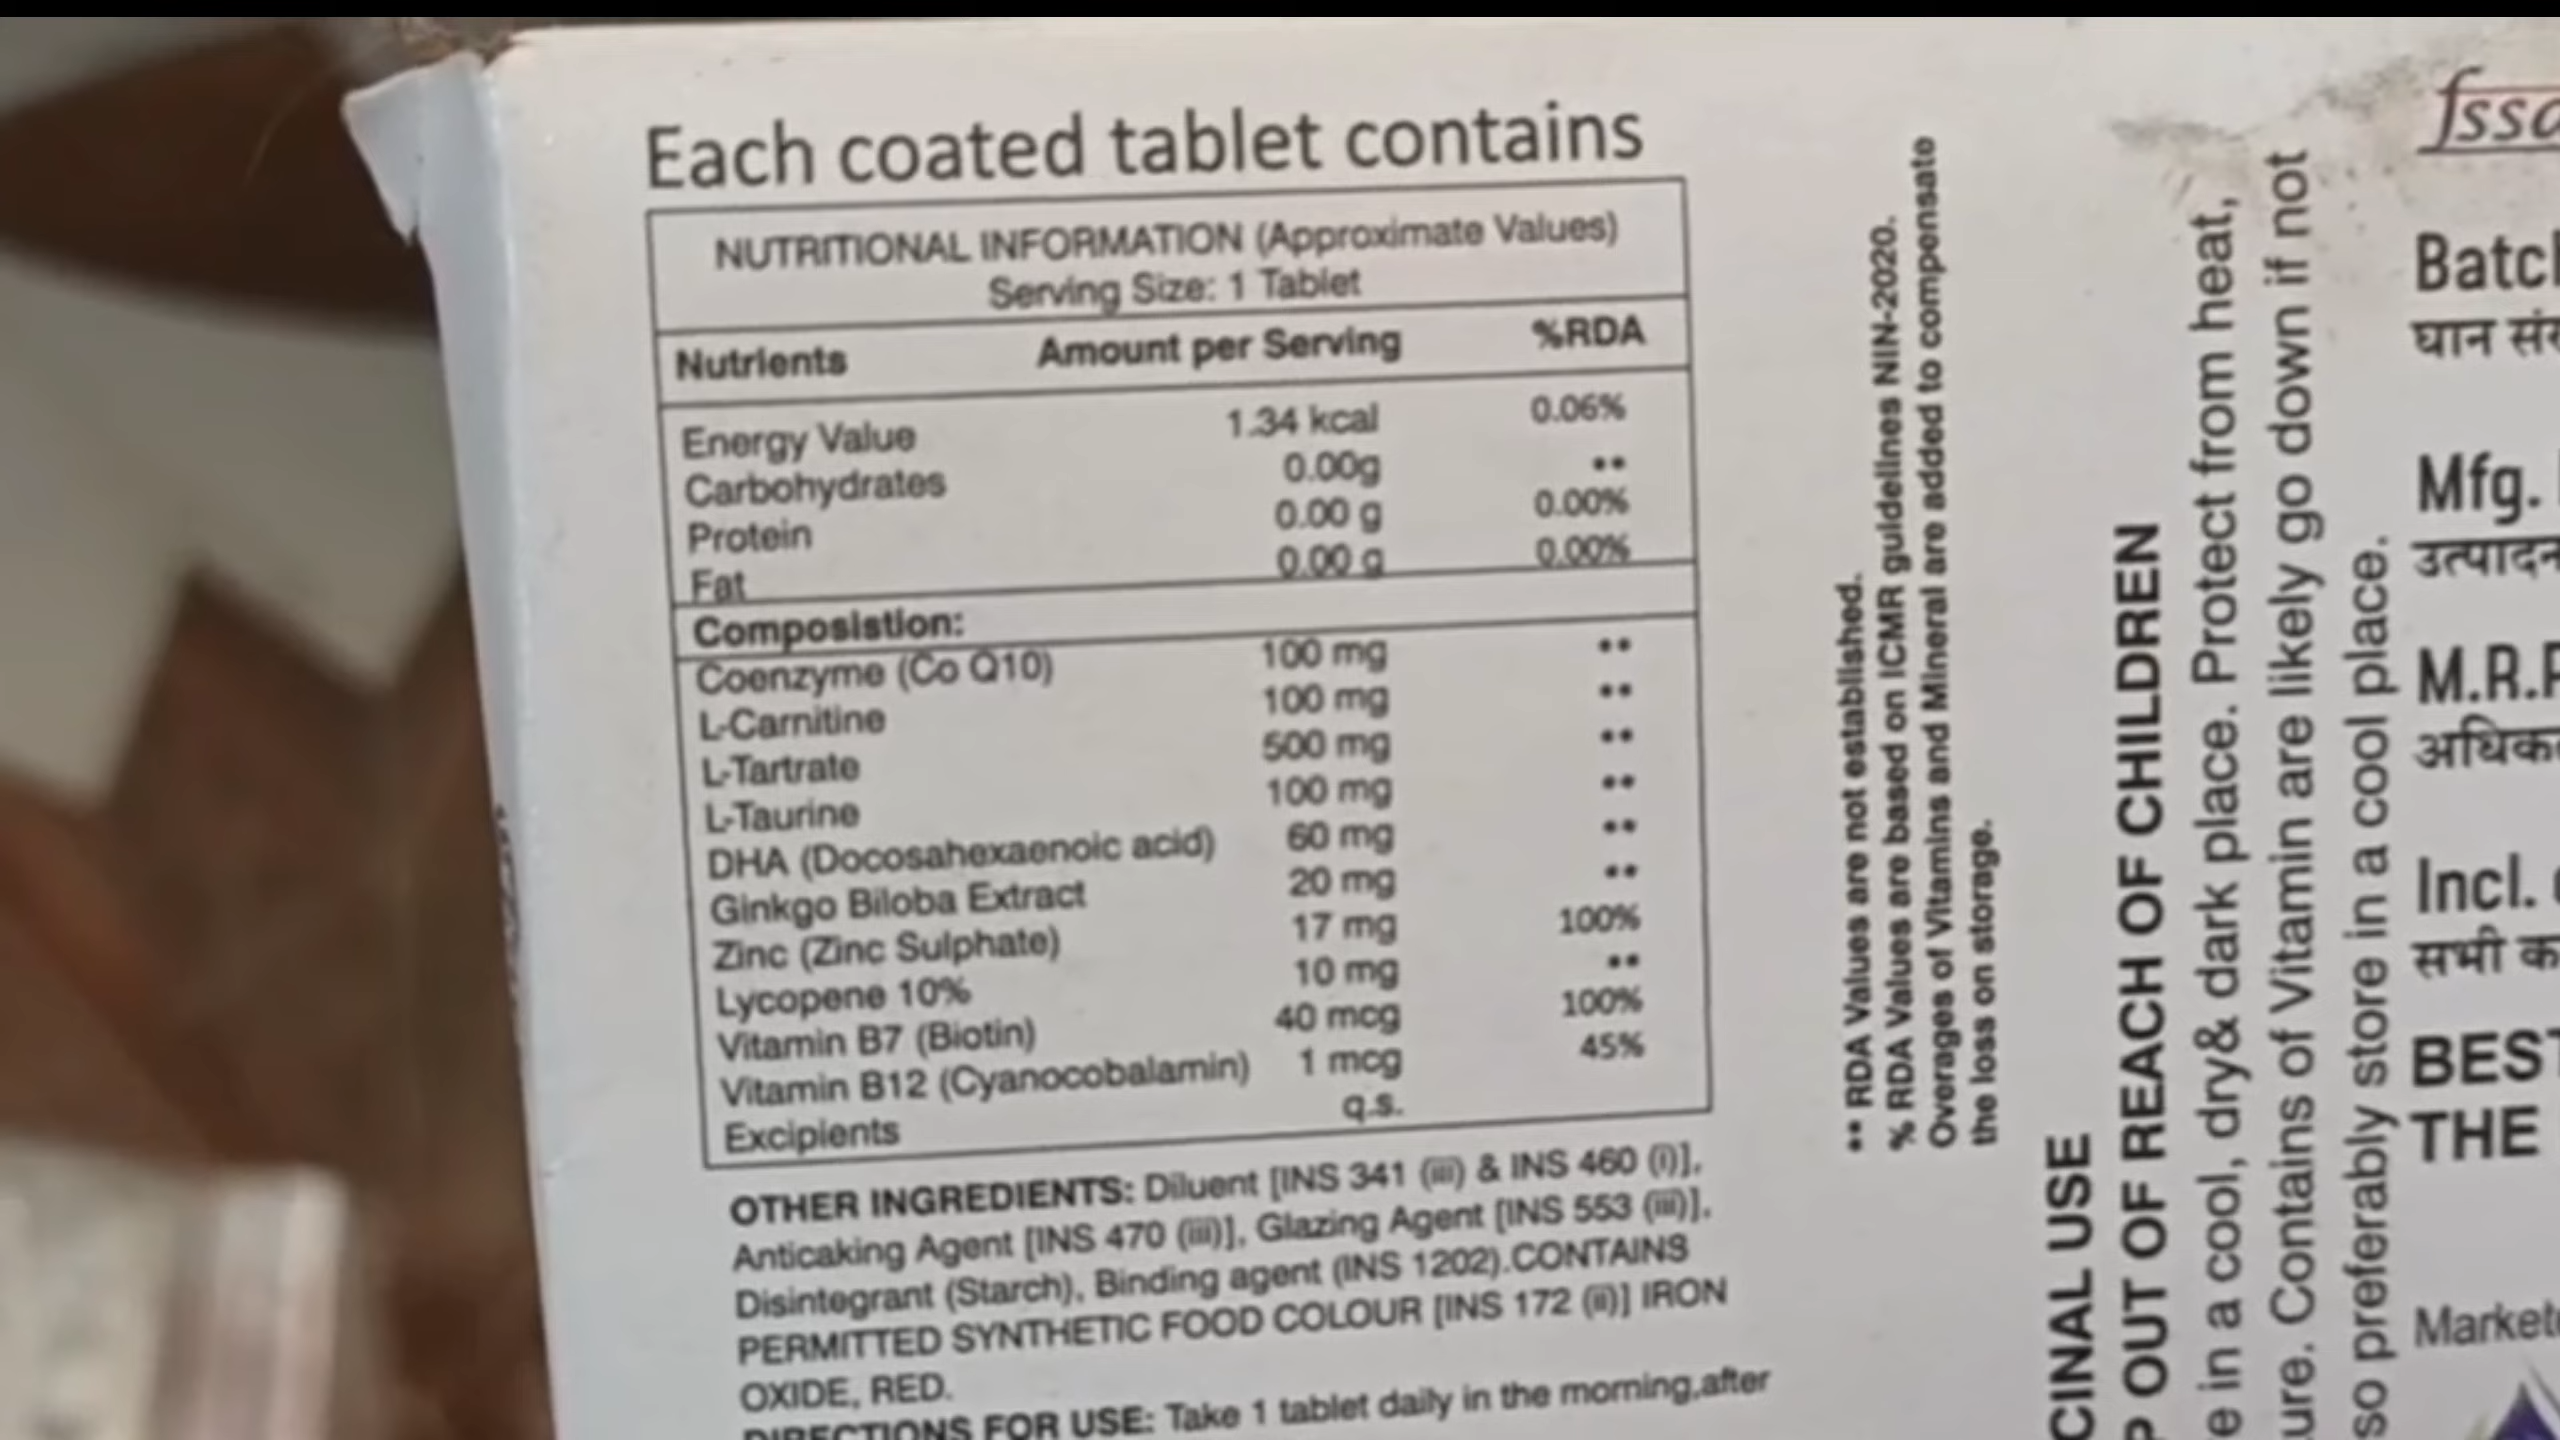 Each coated tablet contains
NUTRITIONAL INFORMATION (Approximate Values)
Serving Size: 1 Tablet
Nutrients Amount per Serving %RDA
Energy Value 1.34 kcal 0.06%
Carbohydrates 0.00g **
Protein 0.00 g 0.00%
Fat 0.00 g 0.00%
Composistion:
Coenzyme (Co Q10) 100 mg **
L-Carnitine 100 mg **
L-Tartrate 500 mg **
L-Taurine 100 mg **
DHA (Docosahexaenoic acid) 60 mg **
Ginkgo Biloba Extract 20 mg **
Zinc (Zinc Sulphate) 17 mg 100%
Lycopene 10% 10 mg **
Vitamin B7 (Biotin) 40 mcg 100%
Vitamin B12 (Cyanocobalamin) 1 mcg 45%
Excipients q.s.
OTHER INGREDIENTS: Diluent [INS 341 (iii) & INS 460 (i)],
Anticaking Agent [INS 470 (iii)], Glazing Agent [INS 553 (iii)],
Disintegrant (Starch), Binding agent (INS 1202).CONTAINS
PERMITTED SYNTHETIC FOOD COLOUR [INS 172 (ii)] IRON
OXIDE, RED.
DIRECTIONS FOR USE: Take 1 tablet daily in the morning,after
** RDA Values are not established.
% RDA Values are based on ICMR guidelines NIN-2020.
Overages of Vitamins and Mineral are added to compensate
the loss on storage.
CINAL USE
P OUT OF REACH OF CHILDREN
e in a cool, dry& dark place. Protect from heat,
ure. Contains of Vitamin are likely go down if not
so preferably store in a cool place.
fssa
Batch
घान सं
Mfg.
उत्पादन
M.R.P
अधिक
Incl.
सभी क
BEST
THE
Markete